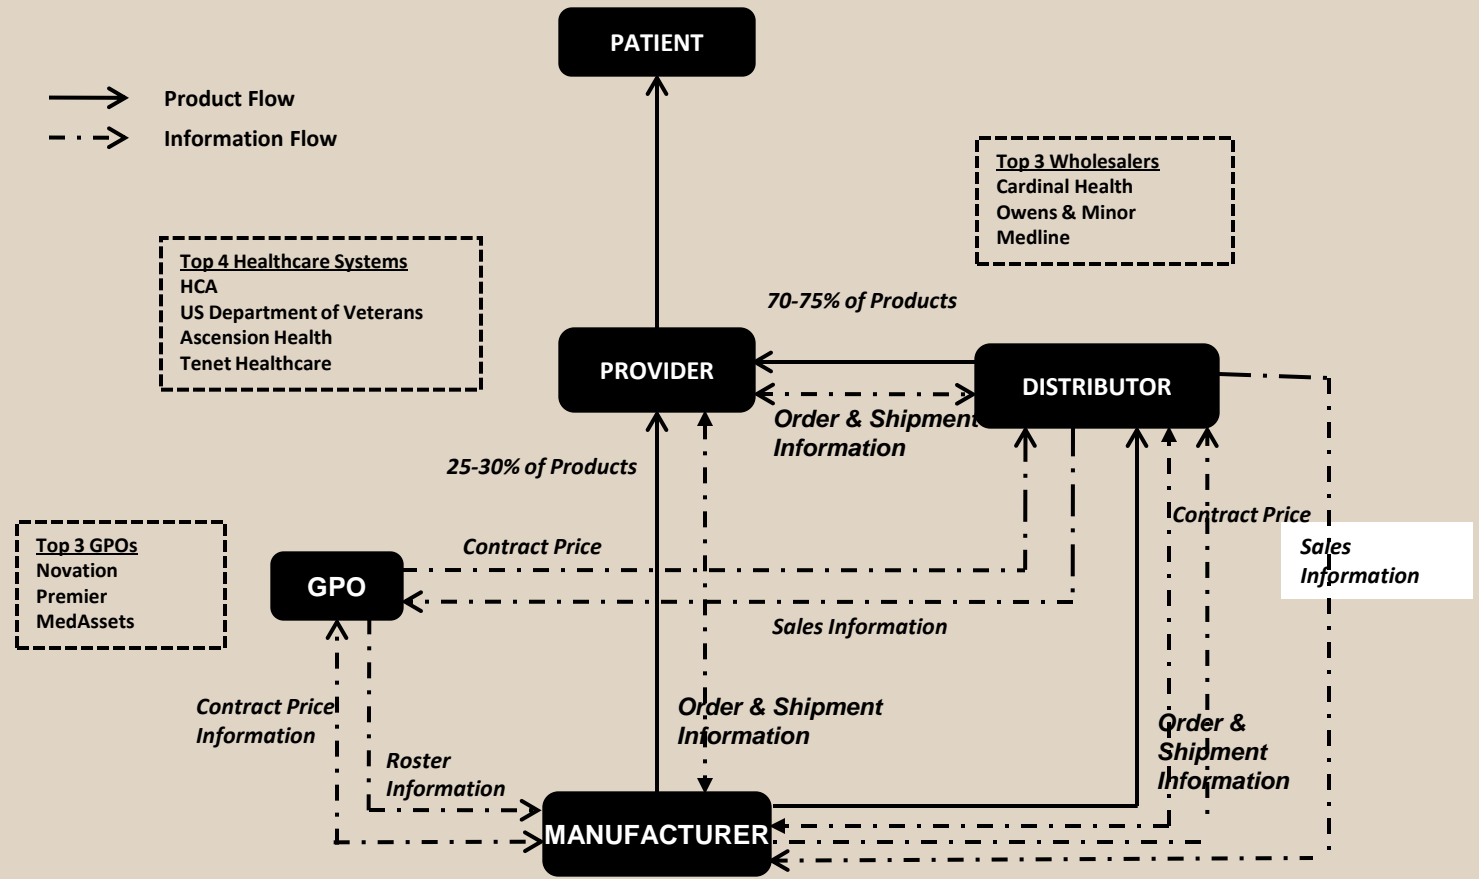 PATIENT
Product Flow
Information Flow
Top 3 Wholesalers
Cardinal Health
Owens & Minor
Medline
Top 4 Healthcare Systems
HCA
US Department of Veterans
Ascension Health
Tenet Healthcare
70-75% of Products
PROVIDER
DISTRIBUTOR
Order & Shipment
Information
25-30% of Products
Contract Price
Top 3 GPOs
Novation
Premier
MedAssets
Contract Price
Sales
Information
GPO
Sales Information
Contract Price
Information
Order & Shipment
Information
Order &
Shipment
Information
Roster
Information
MANUFACTURER